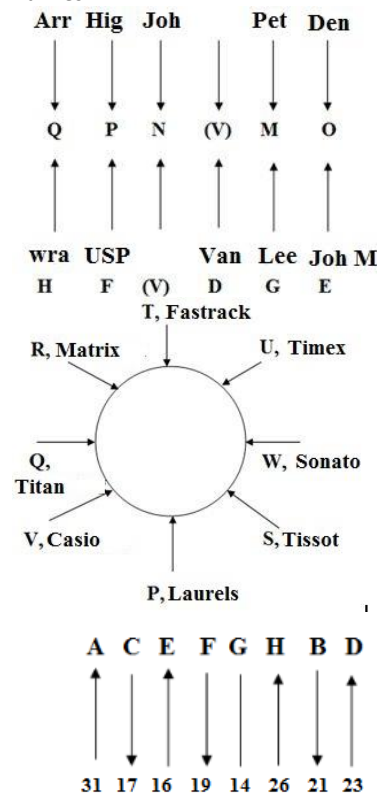 Arr Hig Joh Pet Den
Q P N (V) M O
wra USP Van Lee Joh M
H F (V) D G E
T, Fastrack
R, Matrix U, Timex
Q, Titan W, Sonato
V, Casio S, Tissot
P, Laurels
A C E F G H B D
31 17 16 19 14 26 21 23